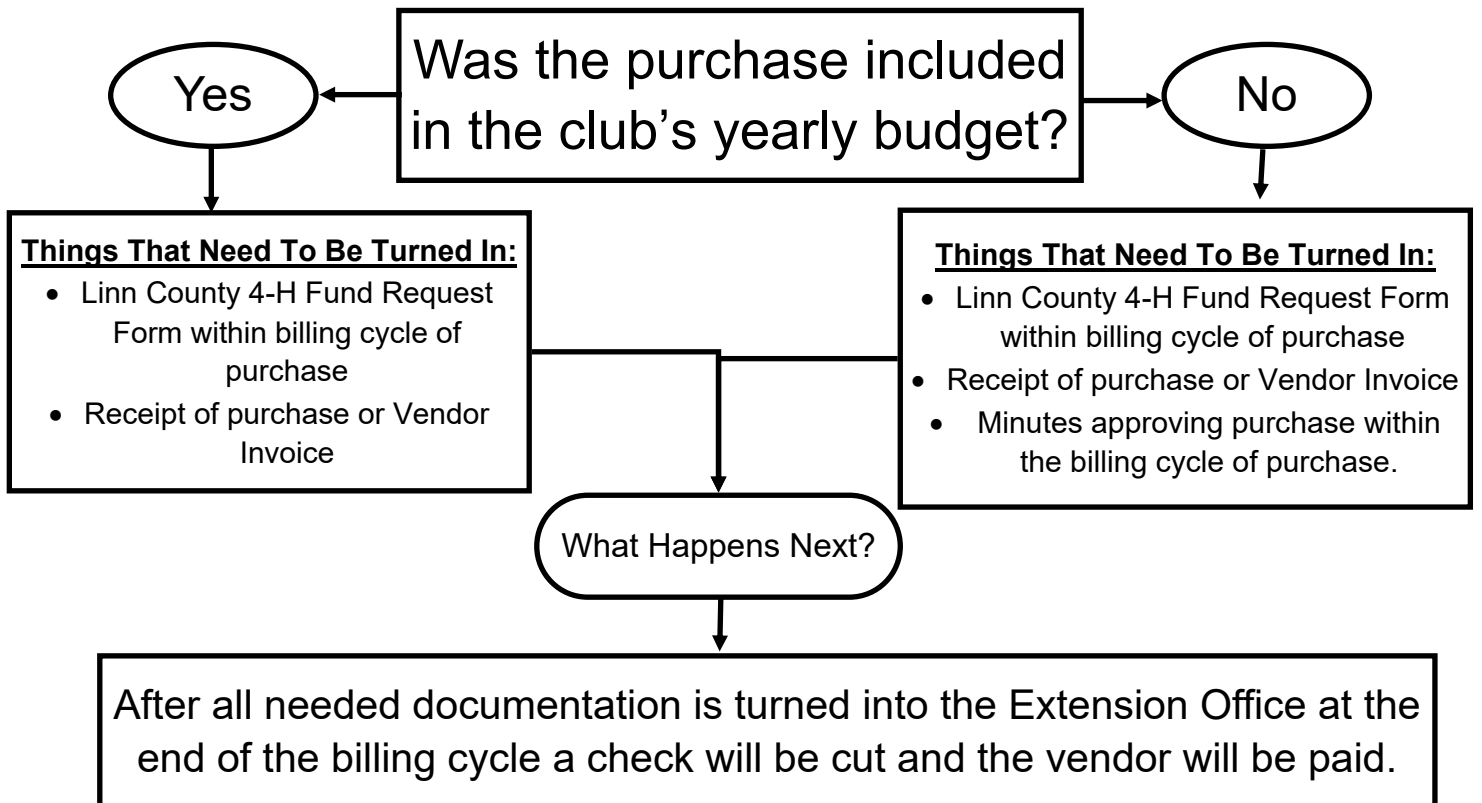 Was the purchase included
in the club’s yearly budget?
Yes
No
Things That Need To Be Turned In:
• Linn County 4-H Fund Request
Form within billing cycle of
purchase
• Receipt of purchase or Vendor
Invoice
Things That Need To Be Turned In:
• Linn County 4-H Fund Request Form
within billing cycle of purchase
• Receipt of purchase or Vendor Invoice
• Minutes approving purchase within
the billing cycle of purchase.
What Happens Next?
After all needed documentation is turned into the Extension Office at the
end of the billing cycle a check will be cut and the vendor will be paid.